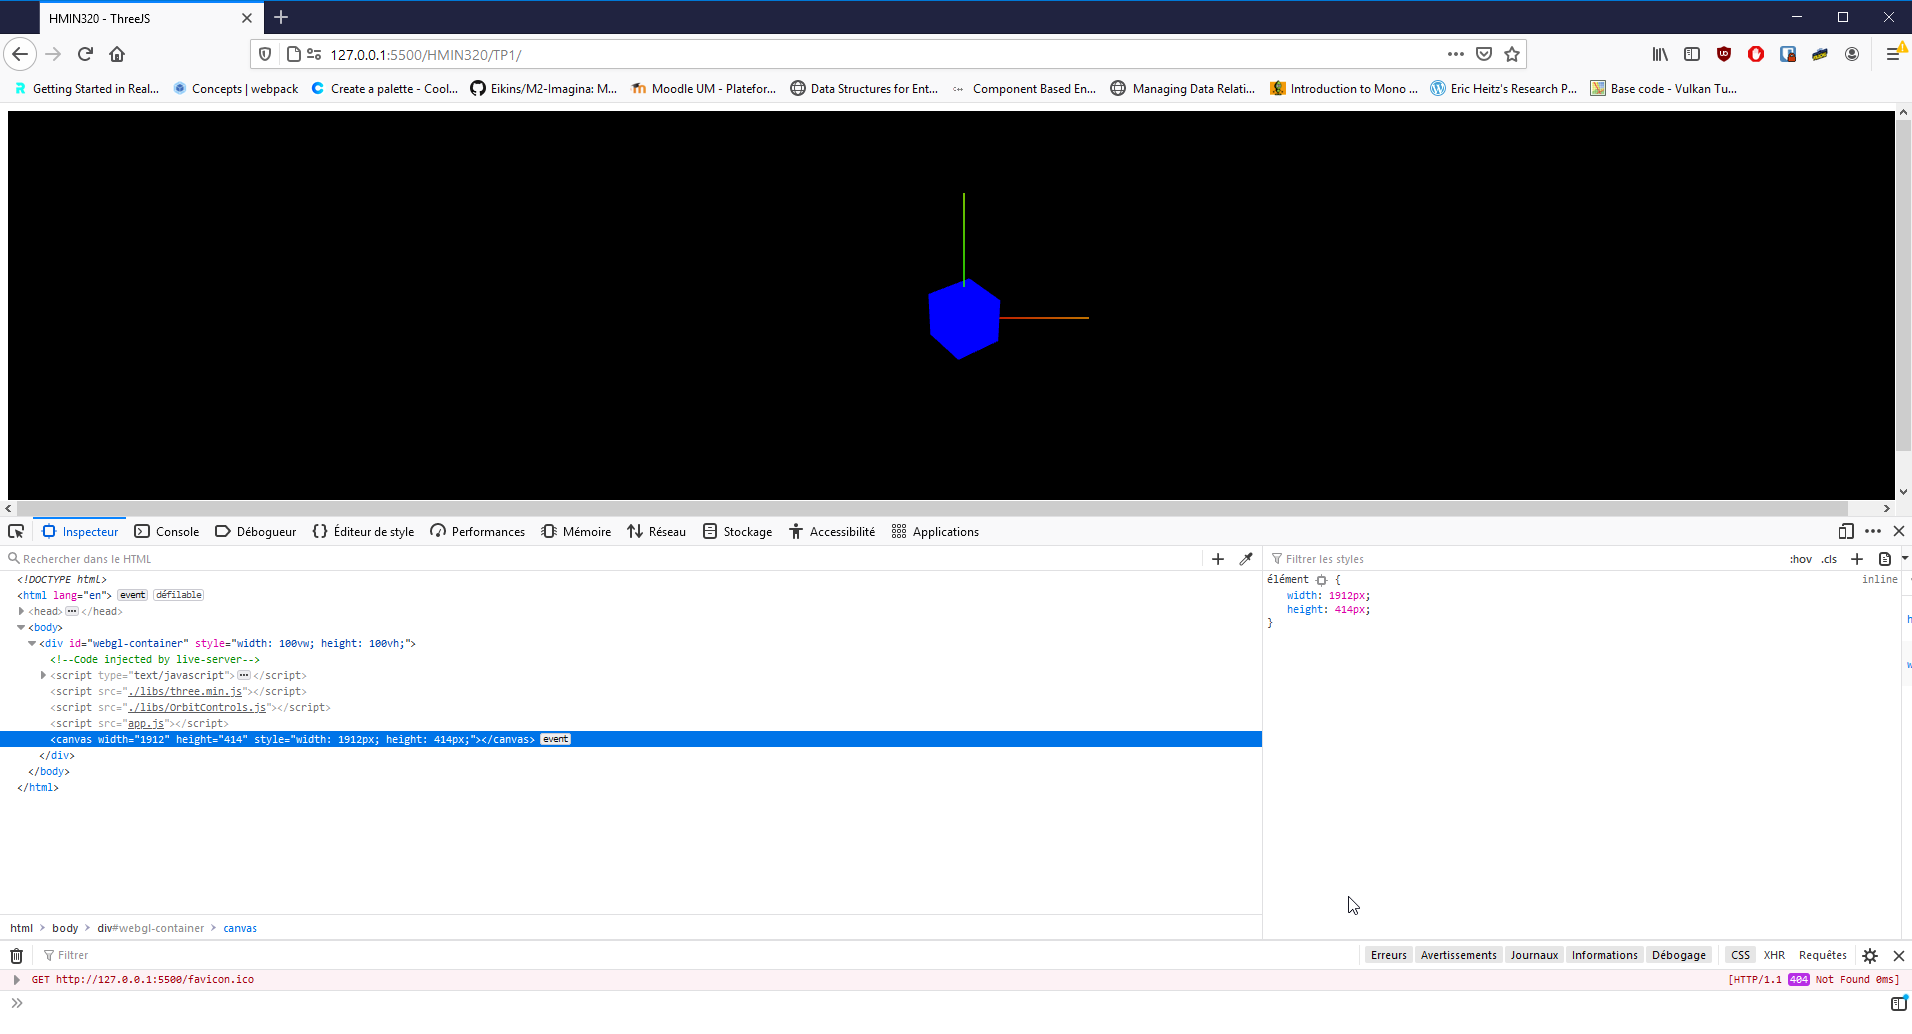 HMIN320 - ThreeJS
127.0.0.1:5500/HMIN320/TP1/
Getting Started in Real... Concepts | webpack Create a palette - Cool... Eikins/M2-Imagina: M... Moodle UM - Platefor... Data Structures for Ent... Component Based En... Managing Data Relati... Introduction to Mono ... Eric Heitz's Research P... Base code - Vulkan Tu...
Inspecteur Console Débogueur Éditeur de style Performances Mémoire Réseau Stockage Accessibilité Applications
Rechercher dans le HTML
Filtrer les styles :hov .cls
<!DOCTYPE html>
<html lang="en"> event défilable
<head> ... </head>
<body>
<div id="webgl-container" style="width: 100vw; height: 100vh;">
<!--Code injected by live-server-->
<script type="text/javascript"> ... </script>
<script src="./libs/three.min.js"></script>
<script src="./libs/OrbitControls.js"></script>
<script src="app.js"></script>
<canvas width="1912" height="414" style="width: 1912px; height: 414px;"></canvas> event
</div>
</body>
</html>
élément { inline
width: 1912px;
height: 414px;
}
html > body > div#webgl-container > canvas
Filtrer Erreurs Avertissements Journaux Informations Débogage CSS XHR Requêtes
GET http://127.0.0.1:5500/favicon.ico [HTTP/1.1 404 Not Found 0ms]